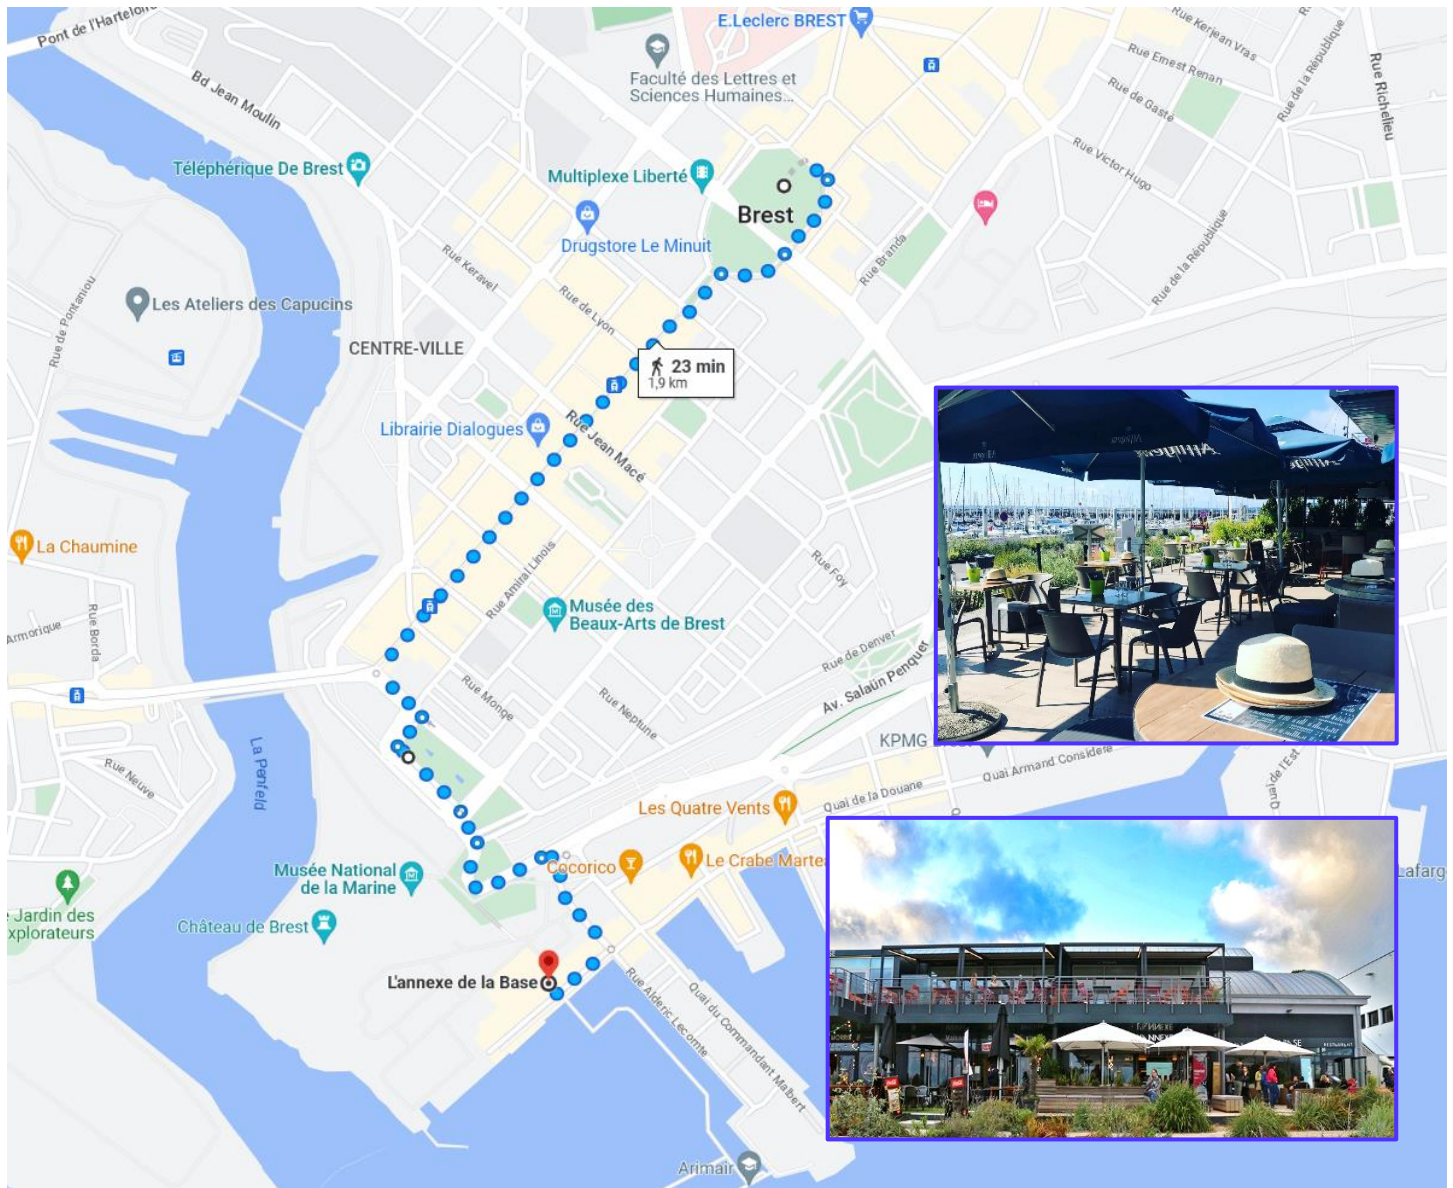 Pont de l'Harteloire
E.Leclerc BREST
Rue Kerjean Vras
Rue Ernest Renan
Rue de la République
Rue Richelieu
Faculté des Lettres et
Sciences Humaines...
Rue de Gasté
Bd Jean Moulin
Rue Victor Hugo
Téléphérique De Brest
Multiplexe Liberté
Brest
Drugstore Le Minuit
Rue Branda
Rue de la République
Rue Keravel
Rue de Lyon
Rue de Pontaniou
Les Ateliers des Capucins
CENTRE-VILLE
23 min
1,9 km
Librairie Dialogues
Rue Jean Macé
La Chaumine
Rue Amiral Linois
Rue Foy
Musée des
Beaux-Arts de Brest
Armorique
Rue Borda
Rue de Denver
Av. Salaün Penquer
Rue Monge
Rue Neptune
KPMG
La Penfeld
Rue Neuve
Quai Armand Considère
de l'Est
Quai de la Douane
Les Quatre Vents
Cocorico
Le Crabe Marte
Lafarg
Musée National
de la Marine
Jardin des
xplorateurs
Château de Brest
L'annexe de la Base
Rue Alderic Lecomte
Quai du Commandant Malbert
Arimair